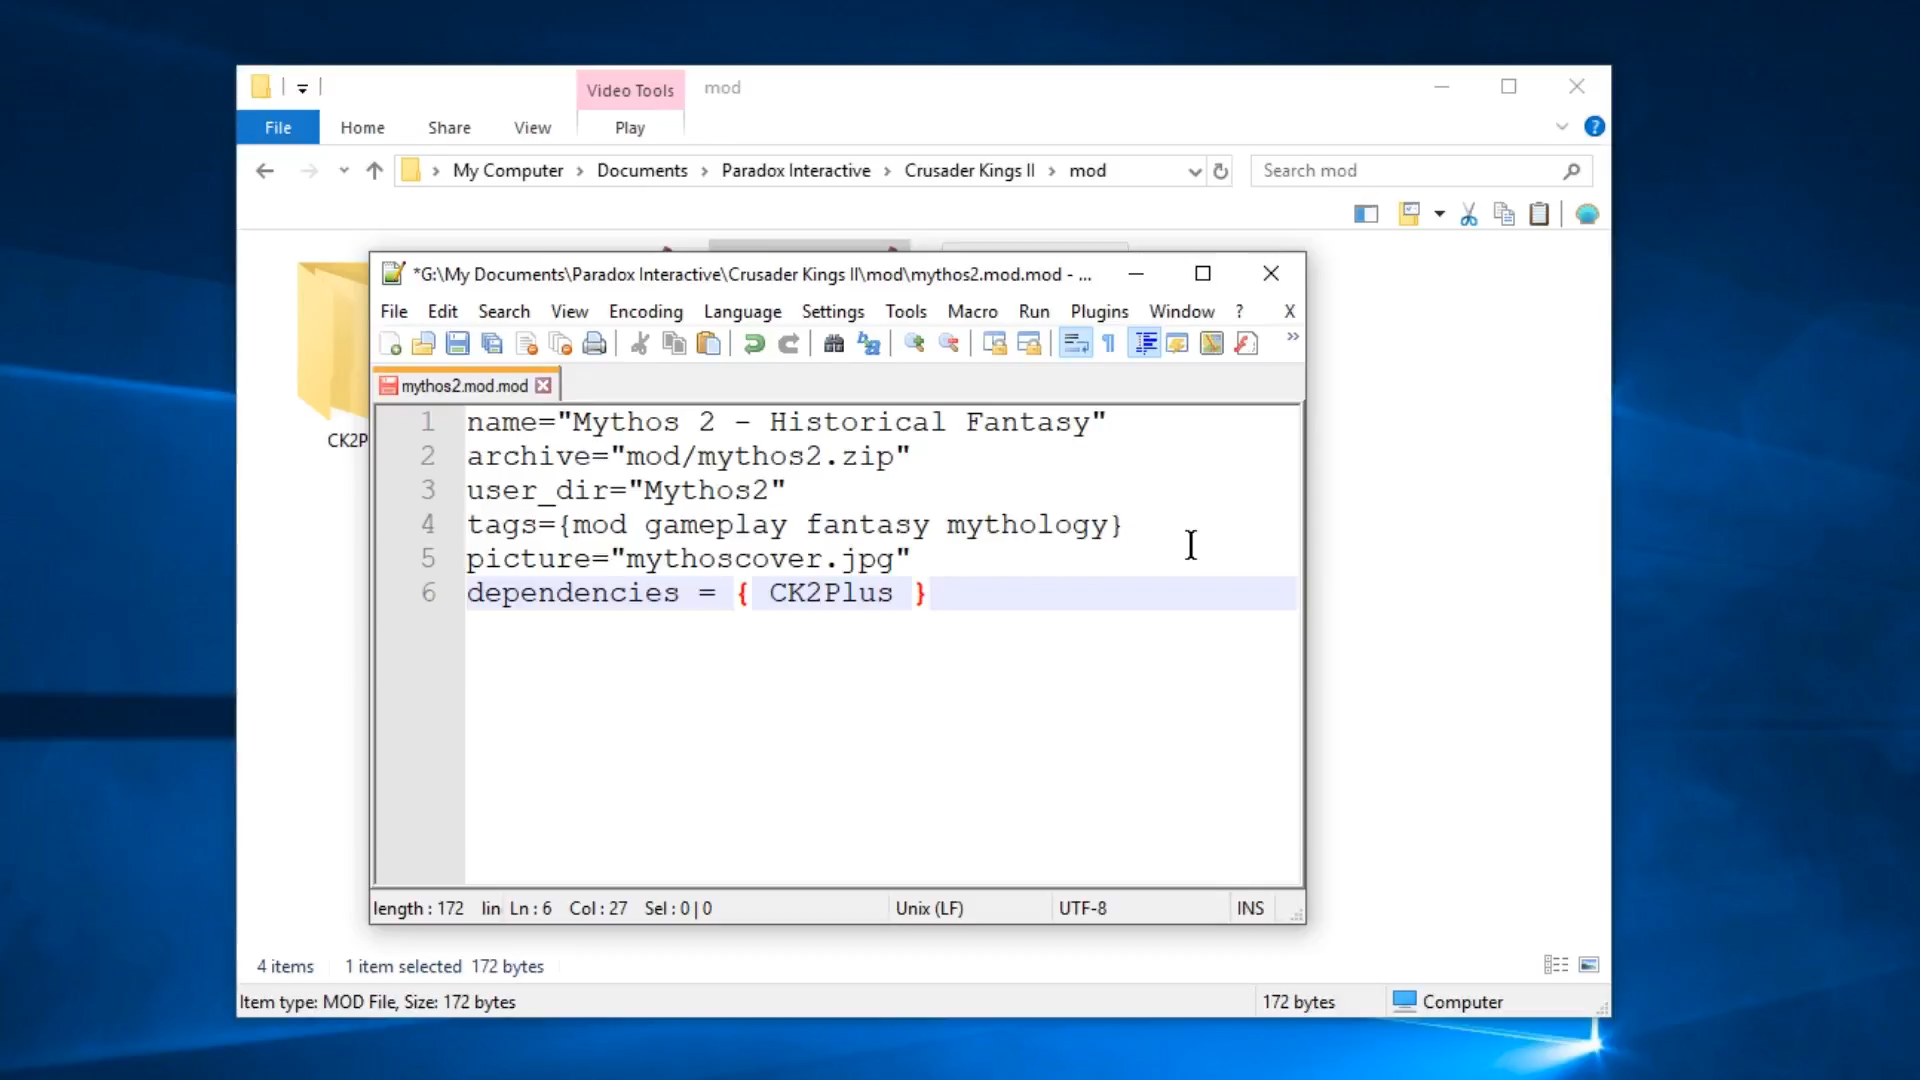 Video Tools mod
File Home Share View Play
My Computer Documents Paradox Interactive Crusader Kings II mod Search mod
*G:\My Documents\Paradox Interactive\Crusader Kings II\mod\mythos2.mod.mod - ...
File Edit Search View Encoding Language Settings Tools Macro Run Plugins Window ? X
mythos2.mod.mod
1 name="Mythos 2 - Historical Fantasy"
2 archive="mod/mythos2.zip"
3 user_dir="Mythos2"
4 tags={mod gameplay fantasy mythology}
5 picture="mythoscover.jpg"
6 dependencies = { CK2Plus }
CK2P
length : 172 lin Ln : 6 Col : 27 Sel : 0 | 0 Unix (LF) UTF-8 INS
4 items 1 item selected 172 bytes
Item type: MOD File, Size: 172 bytes 172 bytes Computer